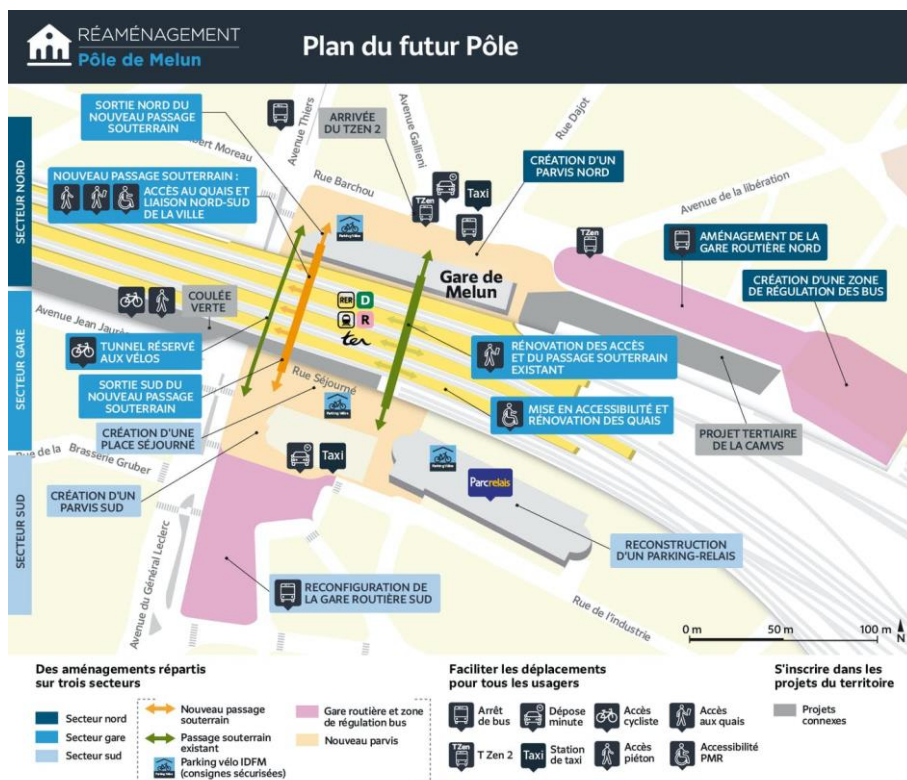 RÉAMÉNAGEMENT
Pôle de Melun
Plan du futur Pôle
SECTEUR NORD
SECTEUR GARE
SECTEUR SUD
SORTIE NORD DU
NOUVEAU PASSAGE
SOUTERRAIN
Avenue Thiers
ARRIVÉE
DU TZEN 2
Avenue Gallieni
Rue Dajot
bert Moreau
Rue Barchou
CRÉATION D'UN
PARVIS NORD
Avenue de la libération
NOUVEAU PASSAGE SOUTERRAIN :
ACCÈS AU QUAIS ET
LIAISON NORD-SUD
DE LA VILLE
Parking Vélos
TZen
Taxi
TZen
AMÉNAGEMENT DE LA
GARE ROUTIÈRE NORD
Gare de
Melun
CRÉATION D'UNE ZONE
DE RÉGULATION DES BUS
COULÉE
VERTE
RER D
R
ter
Avenue Jean Jaurès
TUNNEL RÉSERVÉ
AUX VÉLOS
RÉNOVATION DES ACCÈS
ET DU PASSAGE SOUTERRAIN
EXISTANT
SORTIE SUD DU
NOUVEAU PASSAGE
SOUTERRAIN
Rue Séjourné
Parking Vélos
MISE EN ACCESSIBILITÉ ET
RÉNOVATION DES QUAIS
CRÉATION D'UNE
PLACE SÉJOURNÉ
PROJET TERTIAIRE
DE LA CAMVS
Rue de la
Brasserie Gruber
Taxi
Parking Vélos
Parcrelais
CRÉATION D'UN
PARVIS SUD
RECONSTRUCTION
D'UN PARKING-RELAIS
Avenue du Général Leclerc
RECONFIGURATION DE
LA GARE ROUTIÈRE SUD
Rue de l'industrie
0 m 50 m 100 m
N
Des aménagements répartis
sur trois secteurs
Secteur nord
Secteur gare
Secteur sud
Nouveau passage
souterrain
Passage souterrain
existant
Parking Vélos
Parking vélo IDFM
(consignes sécurisées)
Gare routière et zone
de régulation bus
Nouveau parvis
Faciliter les déplacements
pour tous les usagers
Arrêt
de bus
Dépose
minute
Accès
cycliste
Accès
aux quais
TZen
T Zen 2
Taxi
Station
de taxi
Accès
piéton
Accessibilité
PMR
S'inscrire dans les
projets du territoire
Projets
connexes